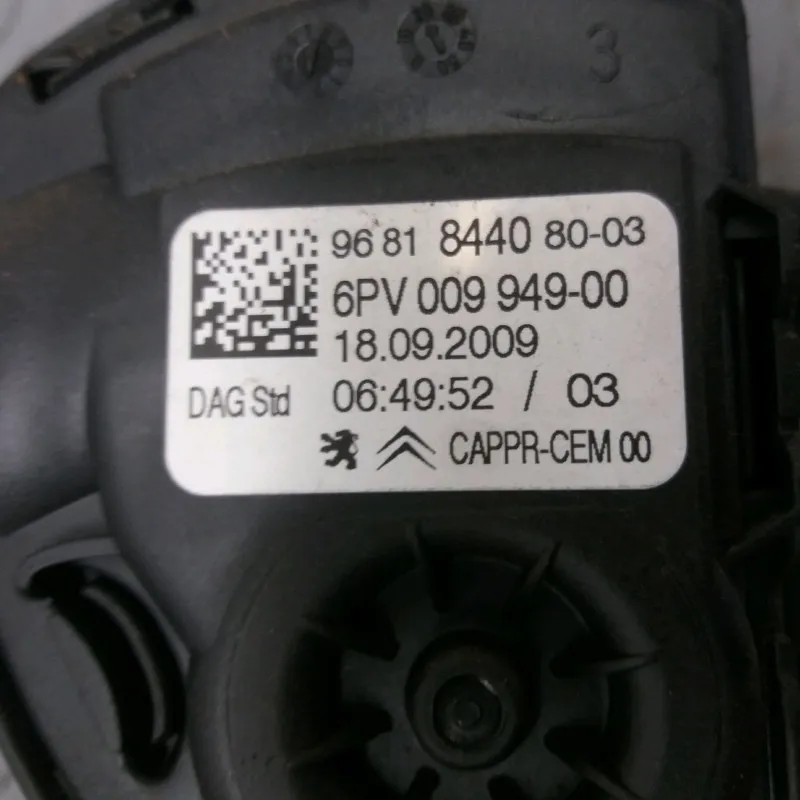 3
96 81 8440 80-03
6PV 009 949-00
18.09.2009
DAG Std 06:49:52 / 03
CAPPR-CEM 00